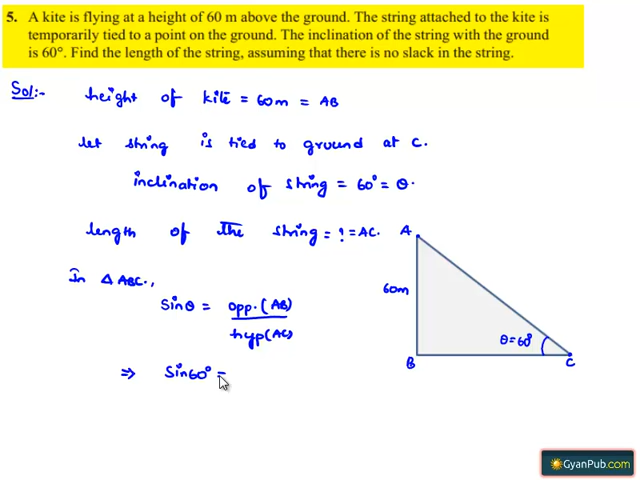 5. A kite is flying at a height of 60 m above the ground. The string attached to the kite is
temporarily tied to a point on the ground. The inclination of the string with the ground
is 60°. Find the length of the string, assuming that there is no slack in the string.
Sol:-
height of kite = 60m = AB
let string is tied to ground at C.
inclination of string = 60° = θ.
length of the string = ? = AC.
In Δ ABC.,
Sinθ = opp.(AB)
hyp(AC)
⇒ Sin60° =
A
60m
θ=60°
B
C
GyanPub.com